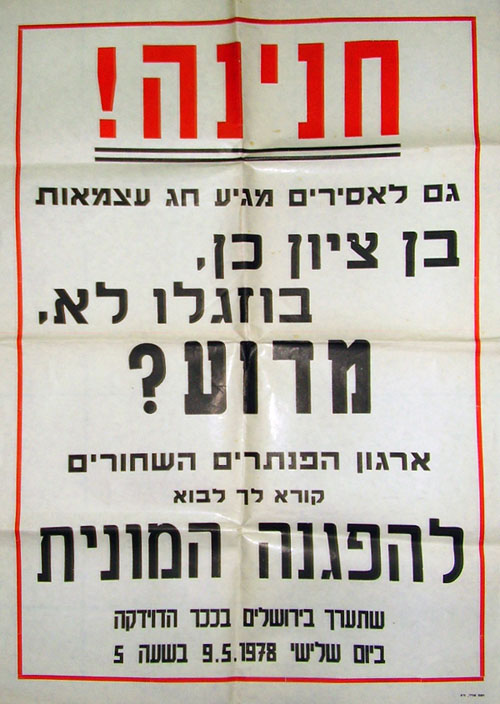 חנינה!
גם לאסירים מגיע חג עצמאות
בן ציון כן,
בוזגלו לא,
מדוע?
ארגון הפנתרים השחורים
קורא לך לבוא
להפגנה המונית
שתערך בירושלים בככר הדוידקה
ביום שלישי 9.5.1978 בשעה 5